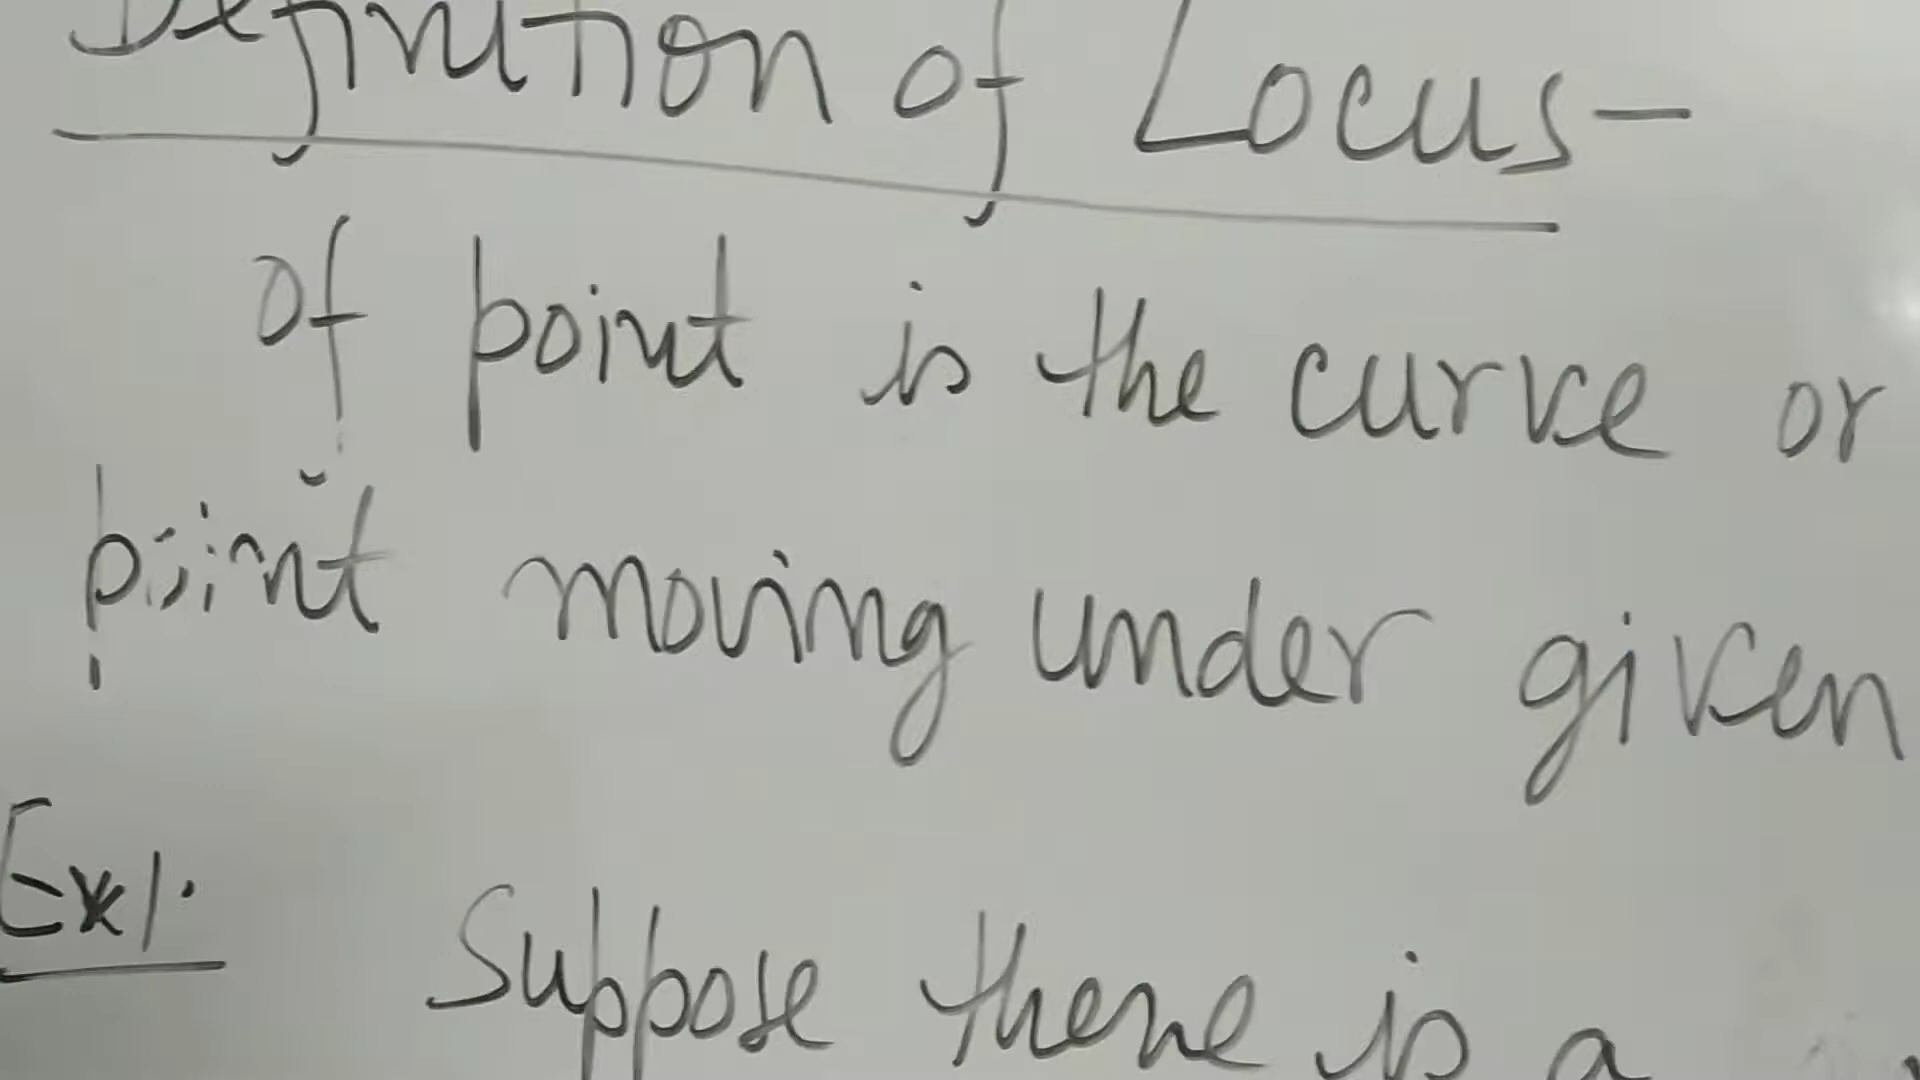 Definition of Locus-
of point is the curve or
point moving under given
Ex1.
Suppose there is a